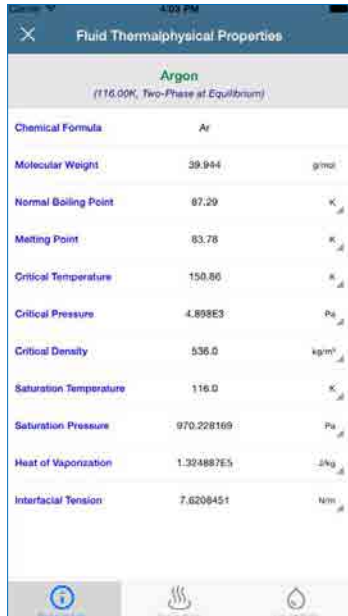 4:03 PM
Fluid Thermalphysical Properties
Argon
(116.00K, Two-Phase at Equilibrium)
Chemical Formula Ar
Molecular Weight 39.944 g/mol
Normal Boiling Point 87.29 K
Melting Point 83.78 K
Critical Temperature 150.86 K
Critical Pressure 4.898E3 Pa
Critical Density 536.0 kg/m³
Saturation Temperature 116.0 K
Saturation Pressure 970.228169 Pa
Heat of Vaporization 1.324887E5 J/kg
Interfacial Tension 7.6208451 N/m